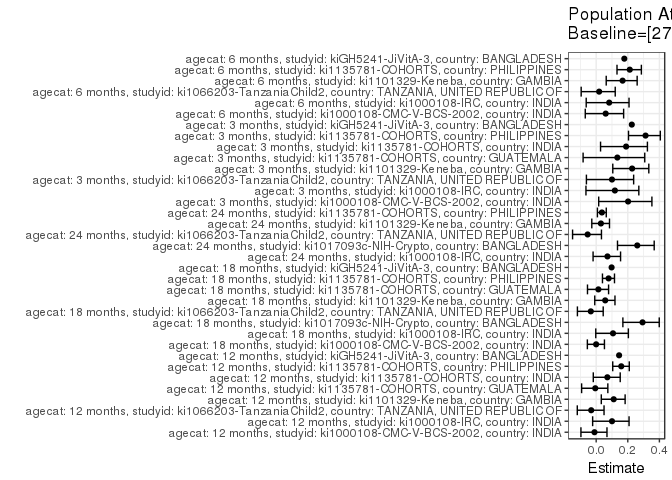 Population At
Baseline=[27
agecat: 6 months, studyid: kiGH5241-JiVitA-3, country: BANGLADESH
agecat: 6 months, studyid: ki1135781-COHORTS, country: PHILIPPINES
agecat: 6 months, studyid: ki1101329-Keneba, country: GAMBIA
agecat: 6 months, studyid: ki1066203-TanzaniaChild2, country: TANZANIA, UNITED REPUBLIC OF
agecat: 6 months, studyid: ki1000108-IRC, country: INDIA
agecat: 6 months, studyid: ki1000108-CMC-V-BCS-2002, country: INDIA
agecat: 3 months, studyid: kiGH5241-JiVitA-3, country: BANGLADESH
agecat: 3 months, studyid: ki1135781-COHORTS, country: PHILIPPINES
agecat: 3 months, studyid: ki1135781-COHORTS, country: INDIA
agecat: 3 months, studyid: ki1135781-COHORTS, country: GUATEMALA
agecat: 3 months, studyid: ki1101329-Keneba, country: GAMBIA
agecat: 3 months, studyid: ki1066203-TanzaniaChild2, country: TANZANIA, UNITED REPUBLIC OF
agecat: 3 months, studyid: ki1000108-IRC, country: INDIA
agecat: 3 months, studyid: ki1000108-CMC-V-BCS-2002, country: INDIA
agecat: 24 months, studyid: ki1135781-COHORTS, country: PHILIPPINES
agecat: 24 months, studyid: ki1101329-Keneba, country: GAMBIA
agecat: 24 months, studyid: ki1066203-TanzaniaChild2, country: TANZANIA, UNITED REPUBLIC OF
agecat: 24 months, studyid: ki1017093c-NIH-Crypto, country: BANGLADESH
agecat: 24 months, studyid: ki1000108-IRC, country: INDIA
agecat: 18 months, studyid: kiGH5241-JiVitA-3, country: BANGLADESH
agecat: 18 months, studyid: ki1135781-COHORTS, country: PHILIPPINES
agecat: 18 months, studyid: ki1135781-COHORTS, country: GUATEMALA
agecat: 18 months, studyid: ki1101329-Keneba, country: GAMBIA
agecat: 18 months, studyid: ki1066203-TanzaniaChild2, country: TANZANIA, UNITED REPUBLIC OF
agecat: 18 months, studyid: ki1017093c-NIH-Crypto, country: BANGLADESH
agecat: 18 months, studyid: ki1000108-IRC, country: INDIA
agecat: 18 months, studyid: ki1000108-CMC-V-BCS-2002, country: INDIA
agecat: 12 months, studyid: kiGH5241-JiVitA-3, country: BANGLADESH
agecat: 12 months, studyid: ki1135781-COHORTS, country: PHILIPPINES
agecat: 12 months, studyid: ki1135781-COHORTS, country: INDIA
agecat: 12 months, studyid: ki1135781-COHORTS, country: GUATEMALA
agecat: 12 months, studyid: ki1101329-Keneba, country: GAMBIA
agecat: 12 months, studyid: ki1066203-TanzaniaChild2, country: TANZANIA, UNITED REPUBLIC OF
agecat: 12 months, studyid: ki1000108-IRC, country: INDIA
agecat: 12 months, studyid: ki1000108-CMC-V-BCS-2002, country: INDIA
0.0 0.2 0.4
Estimate